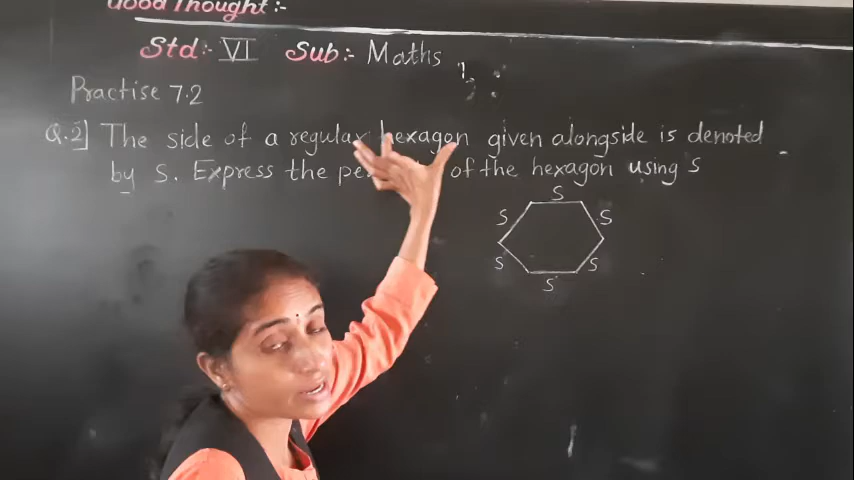 Good Thought:-
Std:- VI Sub:- Maths
Practise 7.2
Q.2] The side of a regular hexagon given alongside is denoted
by S. Express the of the hexagon using S
S
S S
S S
S